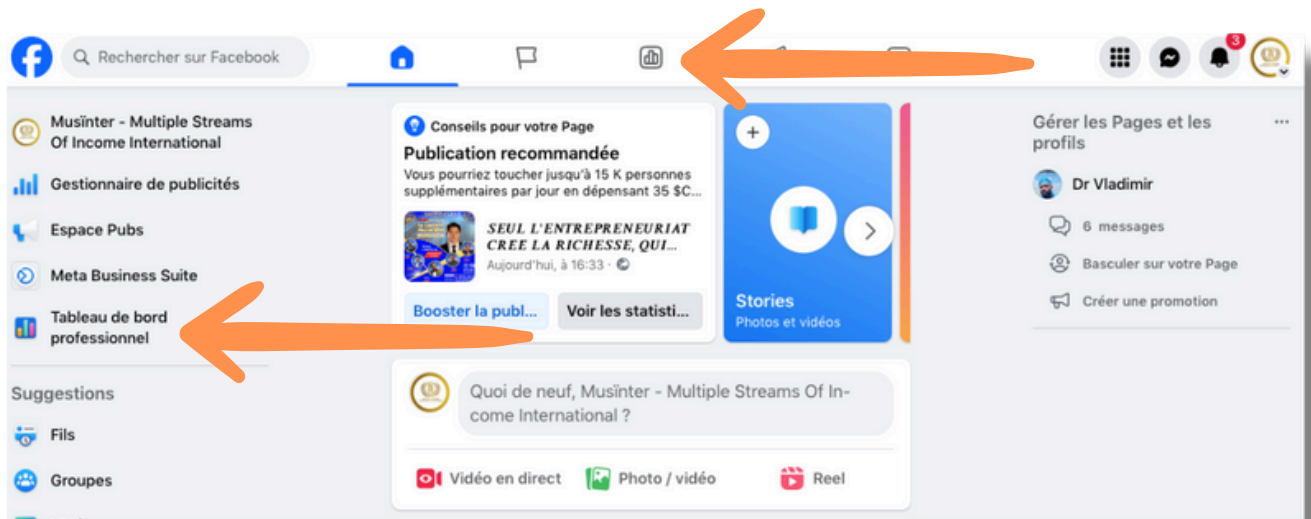 Rechercher sur Facebook
3
Musïnter - Multiple Streams
Of Income International
Gestionnaire de publicités
Espace Pubs
Meta Business Suite
Tableau de bord
professionnel
Suggestions
Fils
Groupes
Conseils pour votre Page
Publication recommandée
Vous pourriez toucher jusqu'à 15 K personnes
supplémentaires par jour en dépensant 35 $C...
SEUL L'ENTREPRENEURIAT
CREE LA RICHESSE, QUI...
Aujourd'hui, à 16:33 ·
Booster la publ...
Voir les statisti...
Stories
Photos et vidéos
Quoi de neuf, Musïnter - Multiple Streams Of In-
come International ?
Vidéo en direct
Photo / vidéo
Reel
Gérer les Pages et les
profils
Dr Vladimir
6 messages
Basculer sur votre Page
Créer une promotion